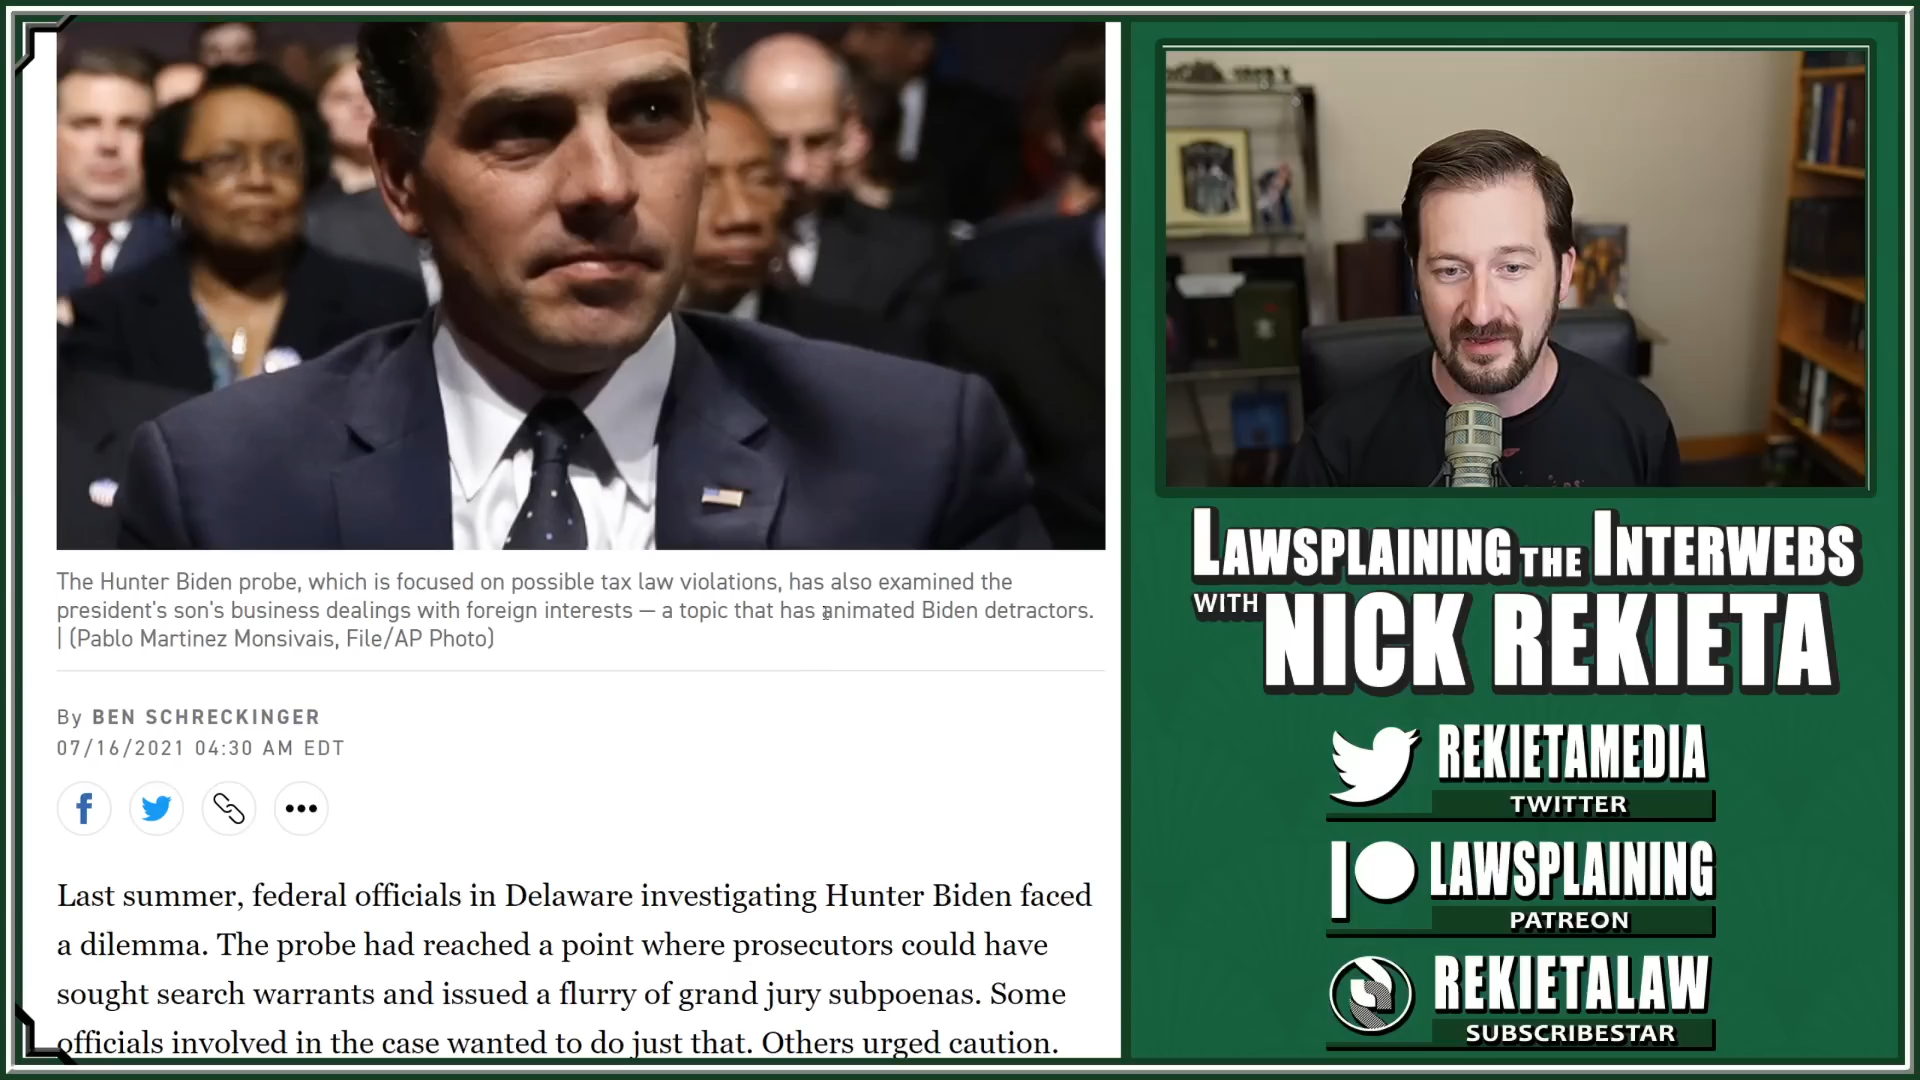 The Hunter Biden probe, which is focused on possible tax law violations, has also examined the
president's son's business dealings with foreign interests — a topic that has animated Biden detractors.
| (Pablo Martinez Monsivais, File/AP Photo)
By BEN SCHRECKINGER
07/16/2021 04:30 AM EDT
Last summer, federal officials in Delaware investigating Hunter Biden faced
a dilemma. The probe had reached a point where prosecutors could have
sought search warrants and issued a flurry of grand jury subpoenas. Some
officials involved in the case wanted to do just that. Others urged caution.
LAWSPLAINING THE INTERWEBS
WITH NICK REKIETA
REKIETAMEDIA
TWITTER
LAWSPLAINING
PATREON
REKIETALAW
SUBSCRIBESTAR